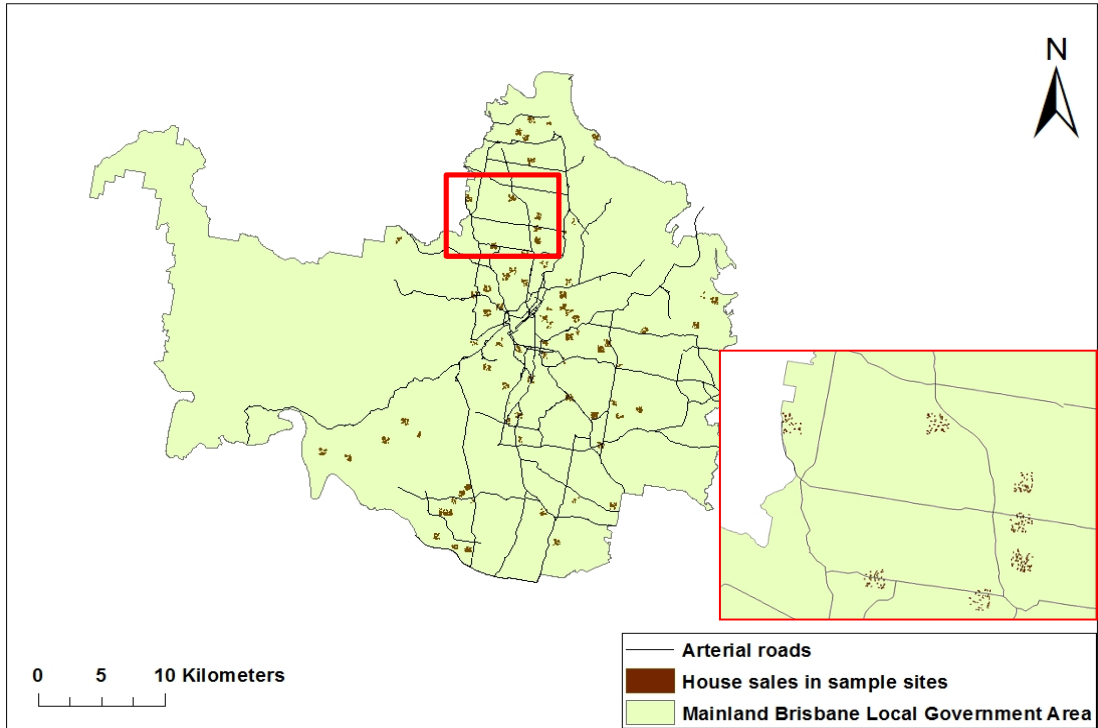 N
0 5 10 Kilometers
Arterial roads
House sales in sample sites
Mainland Brisbane Local Government Area